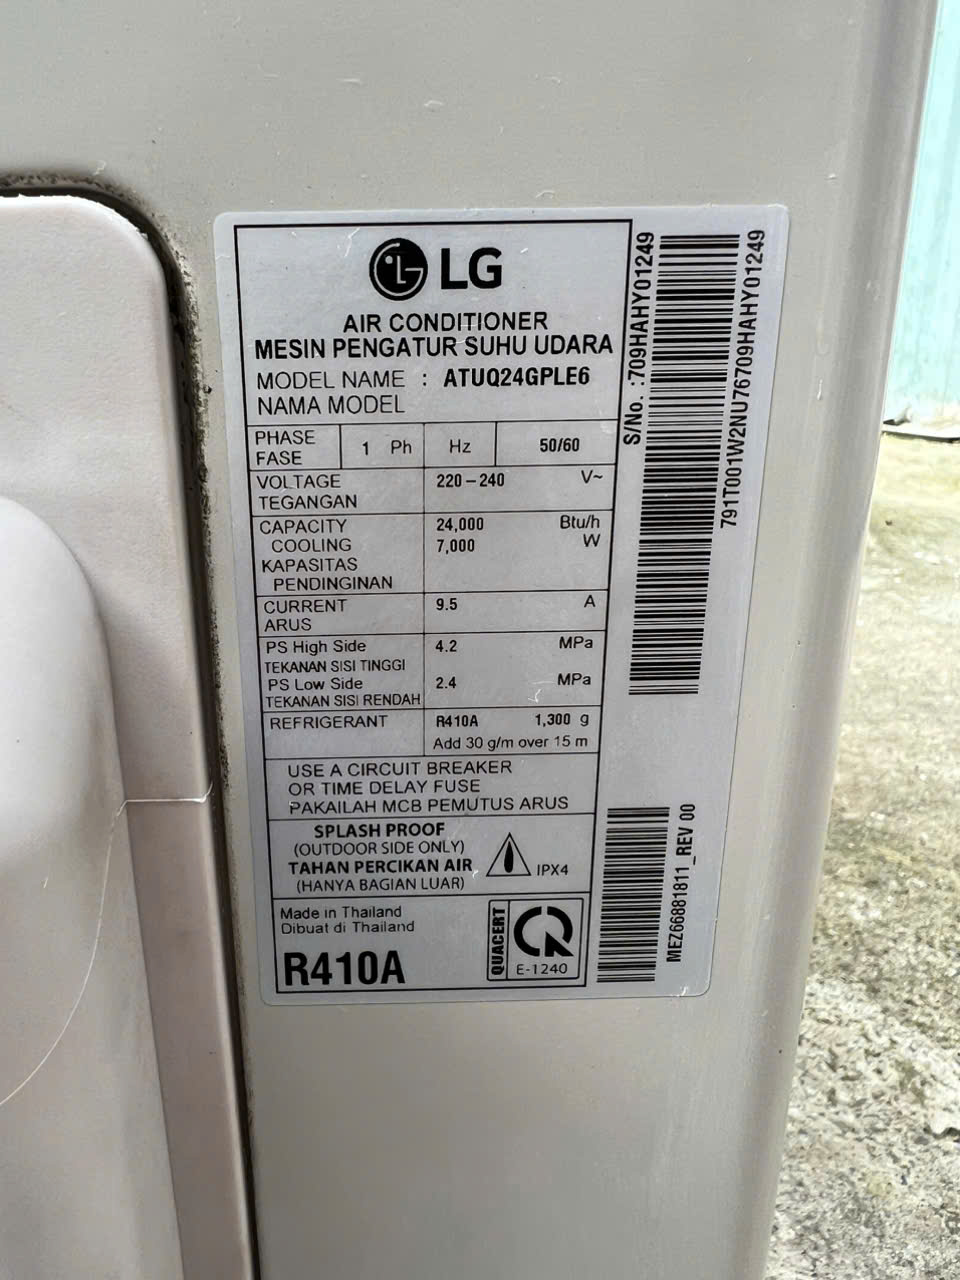 LG
AIR CONDITIONER
MESIN PENGATUR SUHU UDARA
MODEL NAME : ATUQ24GPLE6
NAMA MODEL
PHASE
FASE
1 Ph
Hz
50/60
VOLTAGE
TEGANGAN
220-240 V~
CAPACITY
COOLING
KAPASITAS
PENDINGINAN
24,000 Btu/h
7,000 W
CURRENT
ARUS
9.5 A
PS High Side
TEKANAN SISI TINGGI
4.2 MPa
PS Low Side
TEKANAN SISI RENDAH
2.4 MPa
REFRIGERANT
R410A 1,300 g
Add 30 g/m over 15 m
USE A CIRCUIT BREAKER
OR TIME DELAY FUSE
PAKAILAH MCB PEMUTUS ARUS
SPLASH PROOF
(OUTDOOR SIDE ONLY)
TAHAN PERCIKAN AIR
(HANYA BAGIAN LUAR)
IPX4
Made in Thailand
Dibuat di Thailand
R410A
QUACERT
E-1240
S/No. :709HAHY01249
791T001W2NU76709HAHY01249
MEZ66881811_REV 00